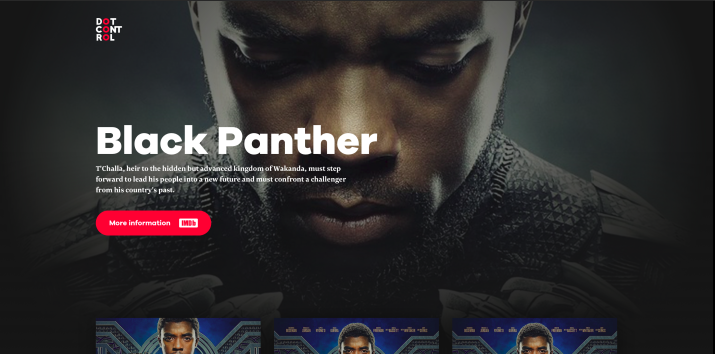 DOT
CONT
ROL
Black Panther
T'Challa, heir to the hidden but advanced kingdom of Wakanda, must step
forward to lead his people into a new future and must confront a challenger
from his country's past.
More information IMDb